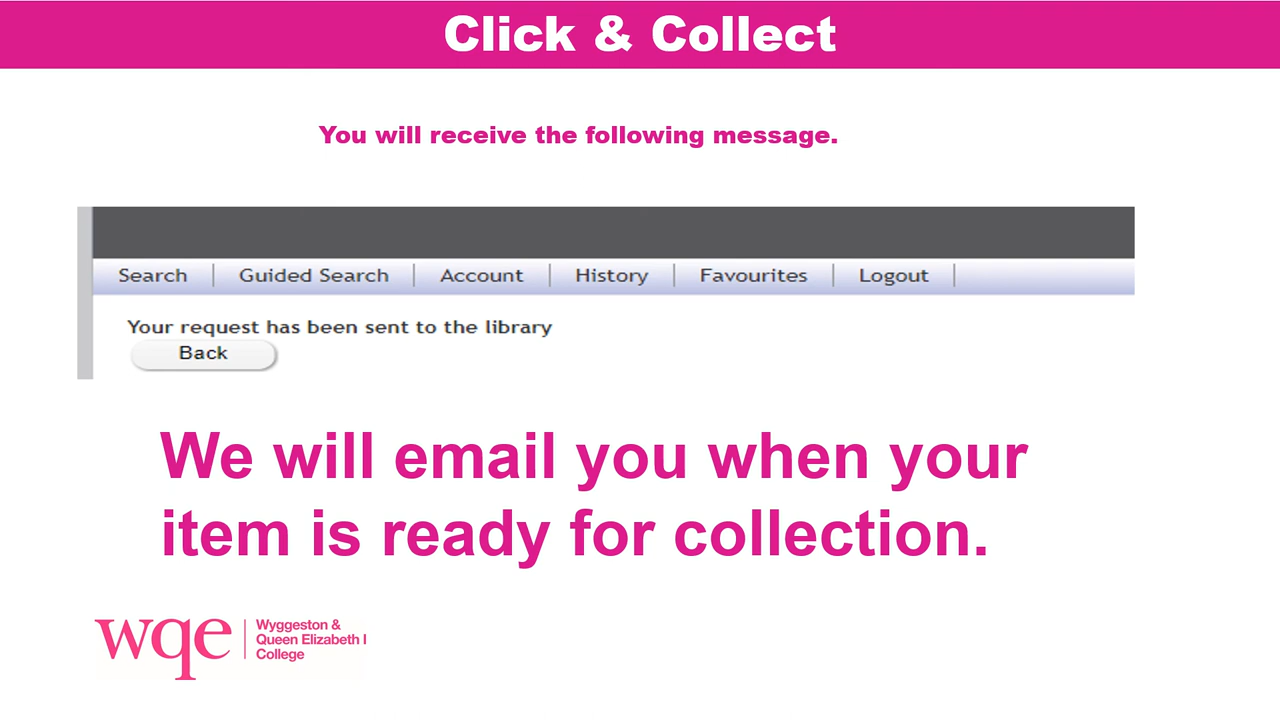 Click & Collect
You will receive the following message.
Search
Guided Search
Account
History
Favourites
Logout
Your request has been sent to the library
Back
We will email you when your
item is ready for collection.
wqe
Wyggeston &
Queen Elizabeth I
College